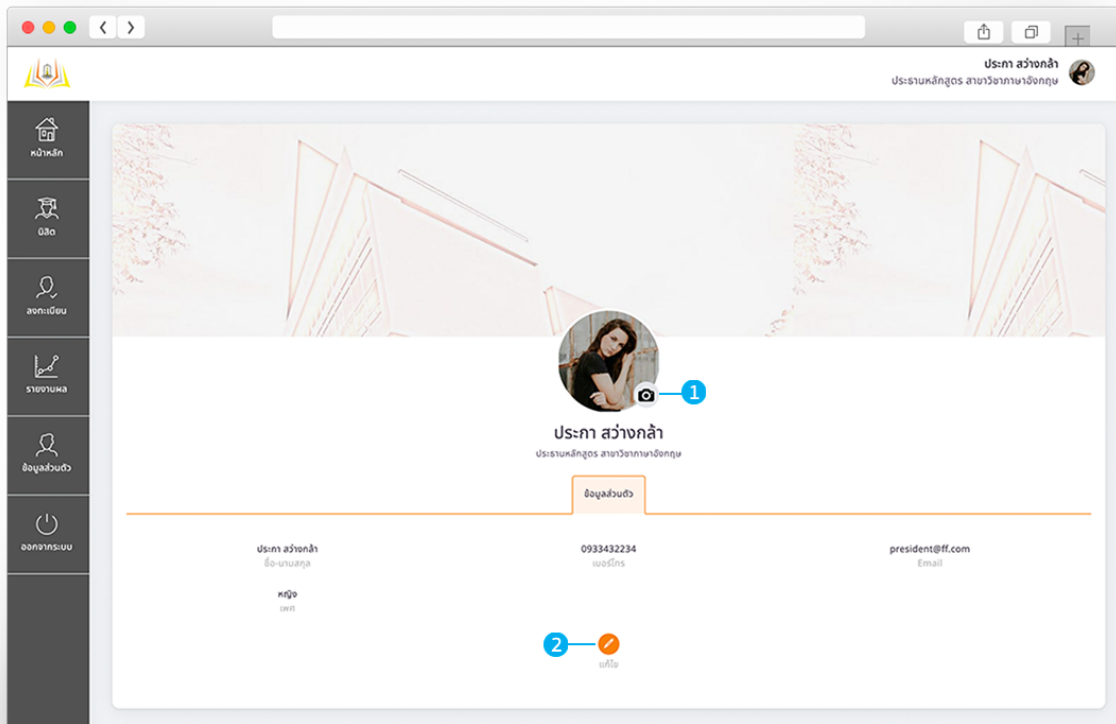 ประกา สว่างกล้า
ประธานหลักสูตร สาขาวิชาภาษาอังกฤษ
หน้าหลัก
นิสิต
ลงทะเบียน
รายงานผล
ข้อมูลส่วนตัว
ออกจากระบบ
1
ประกา สว่างกล้า
ประธานหลักสูตร สาขาวิชาภาษาอังกฤษ
ข้อมูลส่วนตัว
ประกา สว่างกล้า 0933432234 president@ff.com
ชื่อ-นามสกุล เบอร์โทร Email
หญิง
เพศ
2
แก้ไข